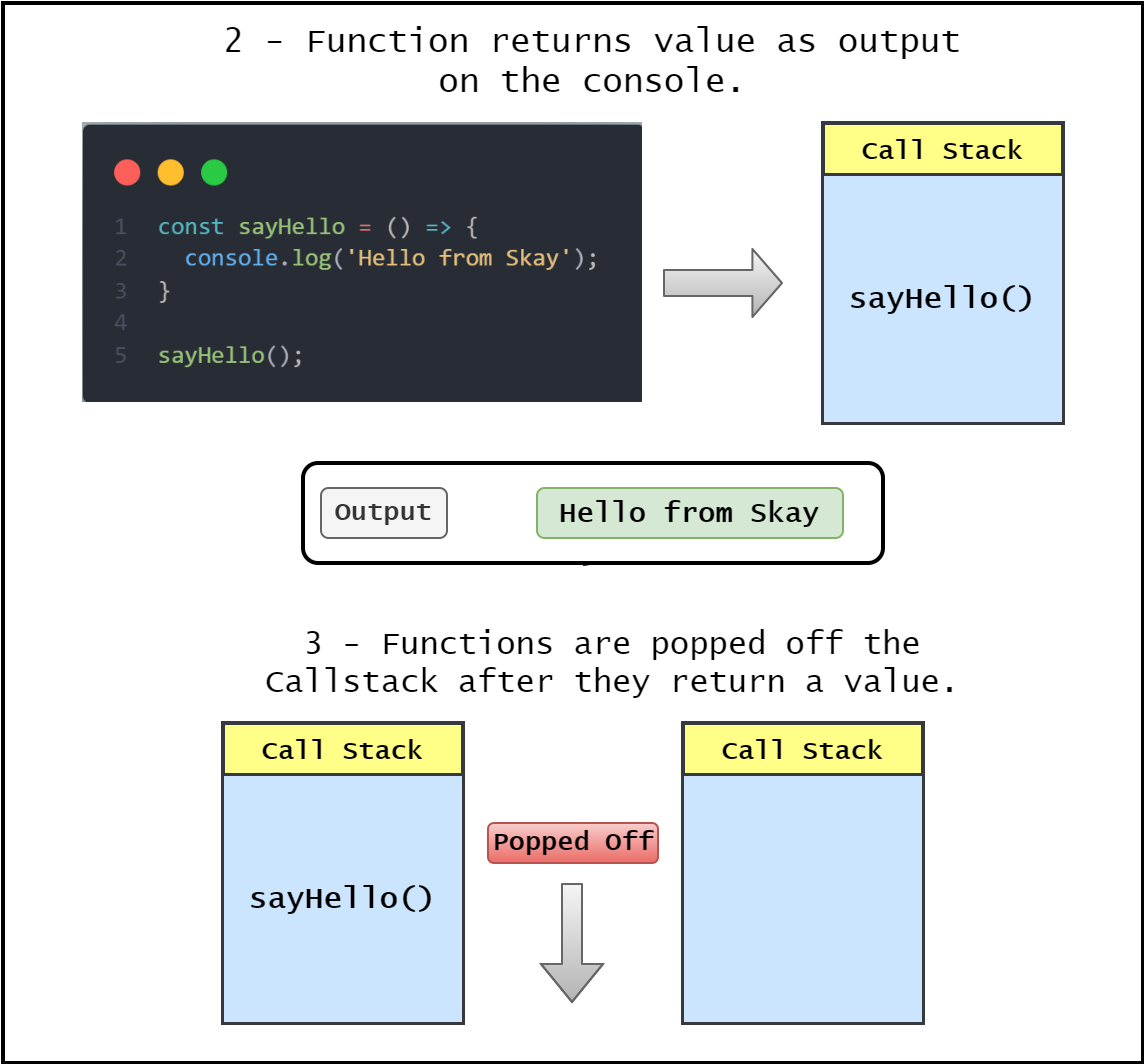 2 - Function returns value as output
on the console.
Call Stack
1 const sayHello = () => {
2   console.log('Hello from Skay');
3 }
4
5 sayHello();
sayHello()
Output
Hello from Skay
3 - Functions are popped off the
Callstack after they return a value.
Call Stack
Call Stack
Popped Off
sayHello()